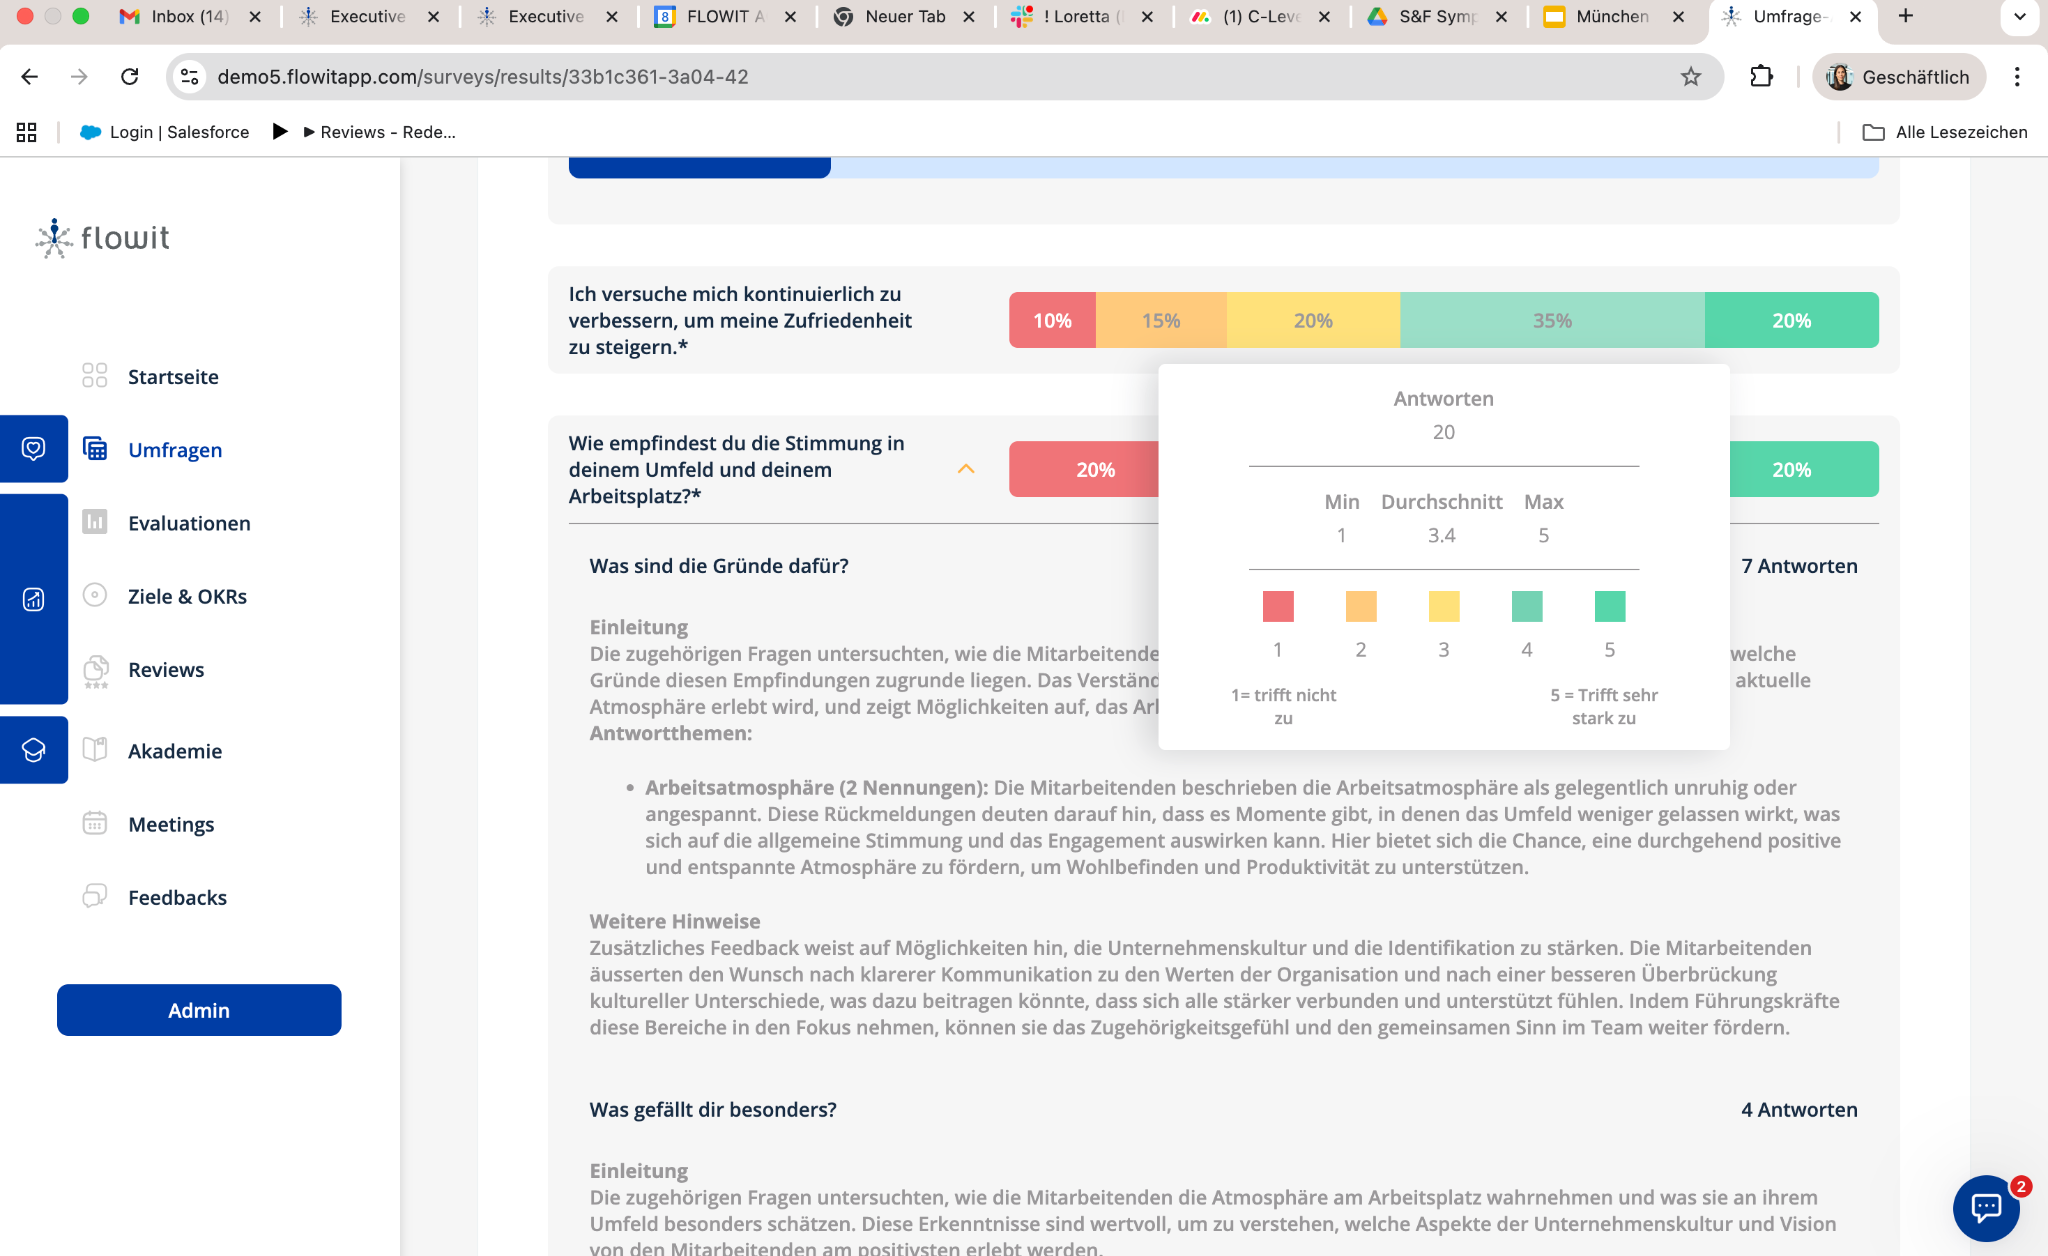 Inbox (14)
Executive
Executive
8
FLOWIT A
Neuer Tab
! Loretta (
(1) C-Leve
S&F Symp
München
Umfrage-
demo5.flowitapp.com/surveys/results/33b1c361-3a04-42
Geschäftlich
Login | Salesforce
Reviews - Rede...
Alle Lesezeichen
flowit
Startseite
Umfragen
Evaluationen
Ziele & OKRs
Reviews
Akademie
Meetings
Feedbacks
Admin
Ich versuche mich kontinuierlich zu
verbessern, um meine Zufriedenheit
zu steigern.*
10% 15% 20% 35% 20%
Wie empfindest du die Stimmung in
deinem Umfeld und deinem
Arbeitsplatz?*
20% 20%
Antworten
20
Min Durchschnitt Max
1 3.4 5
1 2 3 4 5
1= trifft nicht
zu
5 = Trifft sehr
stark zu
Was sind die Gründe dafür? 7 Antworten
Einleitung
Die zugehörigen Fragen untersuchten, wie die Mitarbeitende welche
Gründe diesen Empfindungen zugrunde liegen. Das Verständ aktuelle
Atmosphäre erlebt wird, und zeigt Möglichkeiten auf, das Ar
Antwortthemen:
• Arbeitsatmosphäre (2 Nennungen): Die Mitarbeitenden beschrieben die Arbeitsatmosphäre als gelegentlich unruhig oder
angespannt. Diese Rückmeldungen deuten darauf hin, dass es Momente gibt, in denen das Umfeld weniger gelassen wirkt, was
sich auf die allgemeine Stimmung und das Engagement auswirken kann. Hier bietet sich die Chance, eine durchgehend positive
und entspannte Atmosphäre zu fördern, um Wohlbefinden und Produktivität zu unterstützen.
Weitere Hinweise
Zusätzliches Feedback weist auf Möglichkeiten hin, die Unternehmenskultur und die Identifikation zu stärken. Die Mitarbeitenden
äusserten den Wunsch nach klarerer Kommunikation zu den Werten der Organisation und nach einer besseren Überbrückung
kultureller Unterschiede, was dazu beitragen könnte, dass sich alle stärker verbunden und unterstützt fühlen. Indem Führungskräfte
diese Bereiche in den Fokus nehmen, können sie das Zugehörigkeitsgefühl und den gemeinsamen Sinn im Team weiter fördern.
Was gefällt dir besonders? 4 Antworten
Einleitung
Die zugehörigen Fragen untersuchten, wie die Mitarbeitenden die Atmosphäre am Arbeitsplatz wahrnehmen und was sie an ihrem
Umfeld besonders schätzen. Diese Erkenntnisse sind wertvoll, um zu verstehen, welche Aspekte der Unternehmenskultur und Vision
von den Mitarbeitenden am positivsten erlebt werden.
2